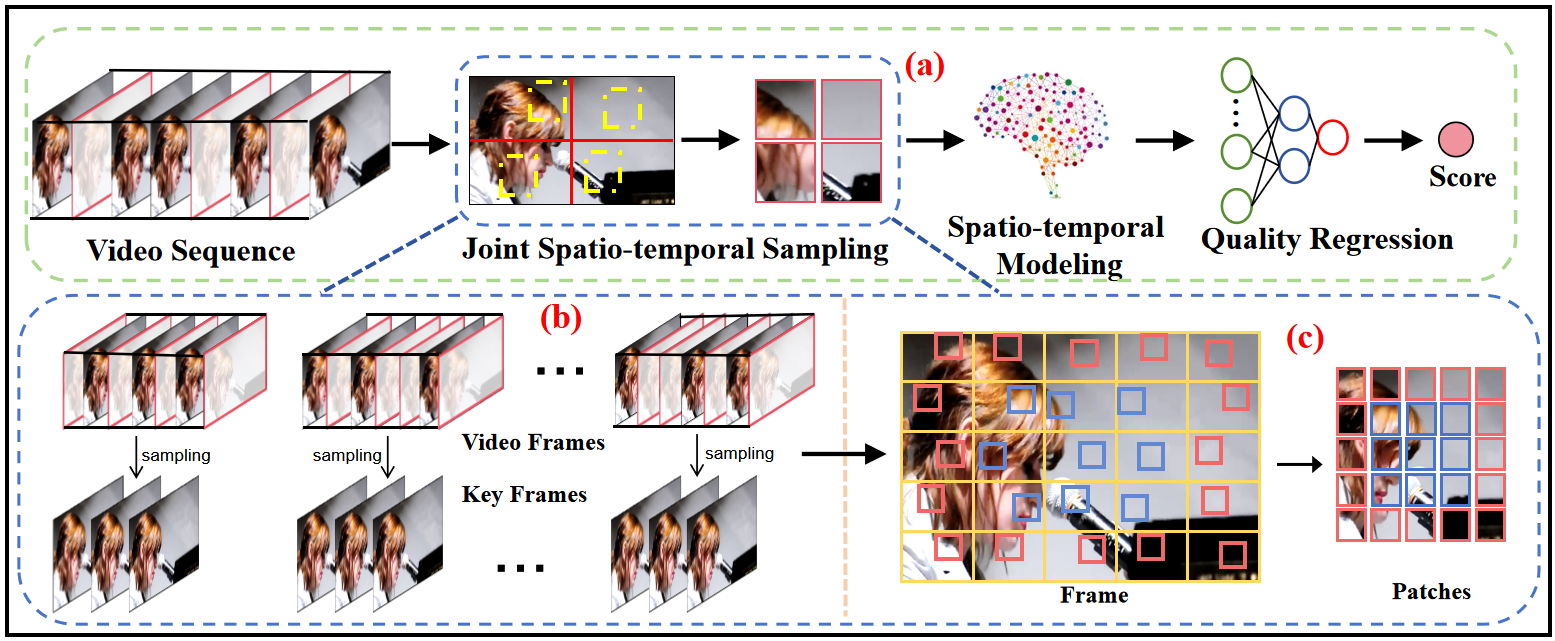 (a)
Score
Video Sequence
Joint Spatio-temporal Sampling
Spatio-temporal
Modeling
Quality Regression
(b)
(c)
Video Frames
sampling
sampling
sampling
Key Frames
Frame
Patches